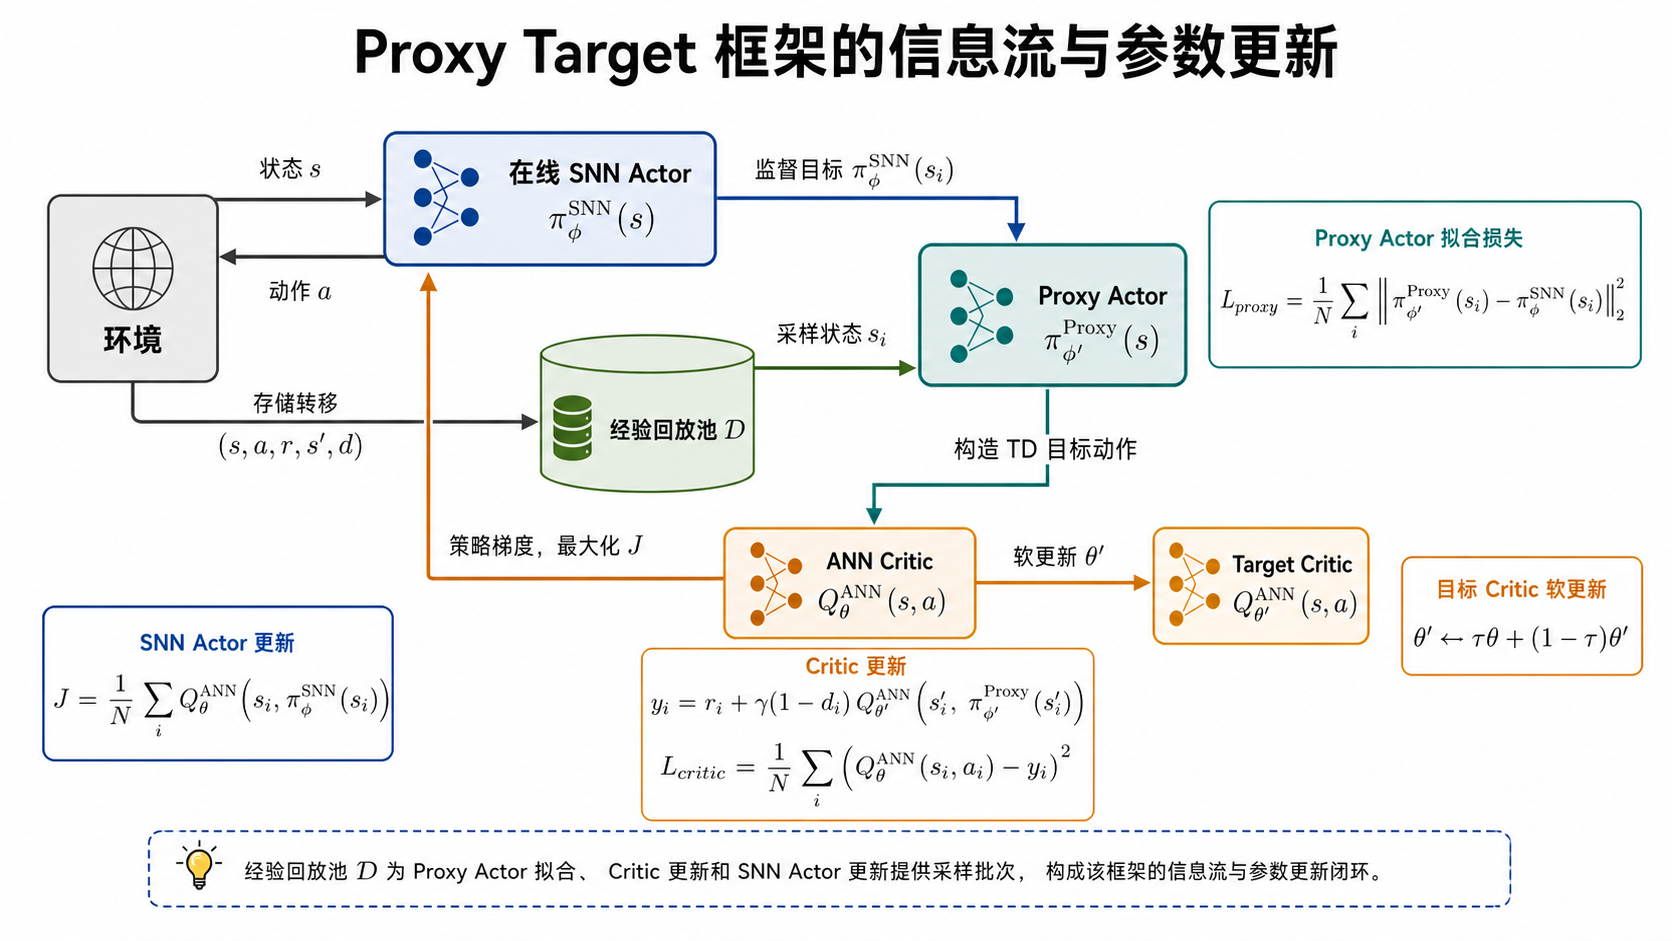 Proxy Target 框架的信息流与参数更新
状态 s
动作 a
环境
存储转移
(s, a, r, s′, d)
在线 SNN Actor
π_ϕ^SNN(s)
监督目标 π_ϕ^SNN(s_i)
Proxy Actor
π_ϕ′^Proxy(s)
Proxy Actor 拟合损失
L_proxy = 1/N ∑_i ‖π_ϕ′^Proxy(s_i) − π_ϕ^SNN(s_i)‖_2^2
采样状态 s_i
经验回放池 𝒟
构造 TD 目标动作
策略梯度，最大化 J
ANN Critic
Q_θ^ANN(s, a)
软更新 θ′
Target Critic
Q_θ′^ANN(s, a)
目标 Critic 软更新
θ′ ↔ τθ + (1 − τ)θ′
SNN Actor 更新
J = 1/N ∑_i Q_θ^ANN(s_i, π_ϕ^SNN(s_i))
Critic 更新
y_i = r_i + γ(1 − d_i) Q_θ′^ANN(s′_i, π_ϕ′^Proxy(s′_i))
L_critic = 1/N ∑_i (Q_θ^ANN(s_i, a_i) − y_i)^2
经验回放池 𝒟 为 Proxy Actor 拟合、 Critic 更新和 SNN Actor 更新提供采样批次， 构成该框架的信息流与参数更新闭环。